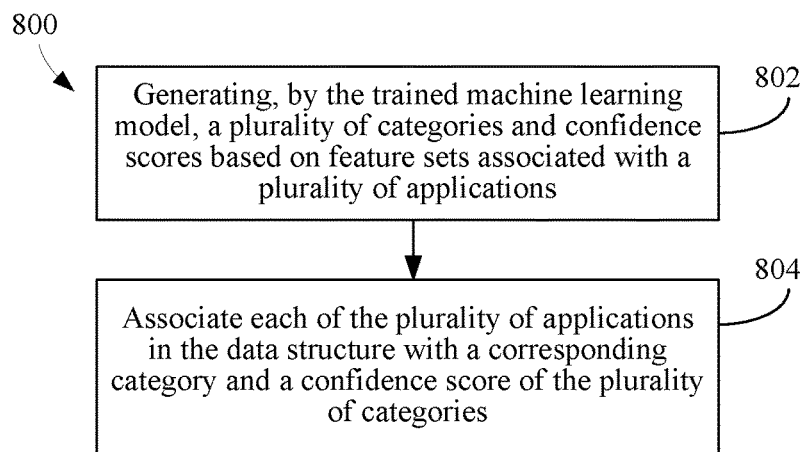 800
802
Generating, by the trained machine learning
model, a plurality of categories and confidence
scores based on feature sets associated with a
plurality of applications
804
Associate each of the plurality of applications
in the data structure with a corresponding
category and a confidence score of the plurality
of categories